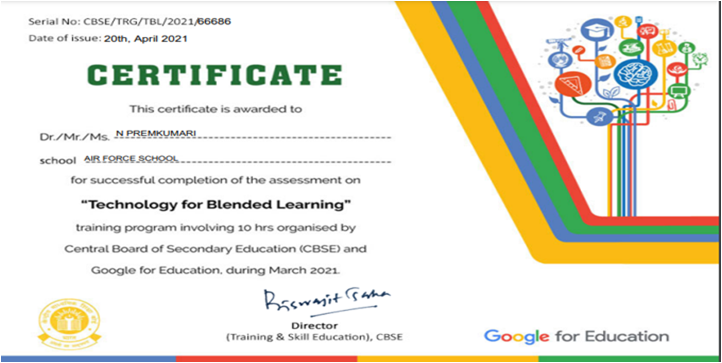 Serial No: CBSE/TRG/TBL/2021/66686
Date of issue: 20th, April 2021
CERTIFICATE
This certificate is awarded to
Dr./Mr./Ms. N PREMKUMARI
school AIR FORCE SCHOOL
for successful completion of the assessment on
“Technology for Blended Learning”
training program involving 10 hrs organised by
Central Board of Secondary Education (CBSE) and
Google for Education, during March 2021.
Biswajit Saha
Director
(Training & Skill Education), CBSE
Google for Education